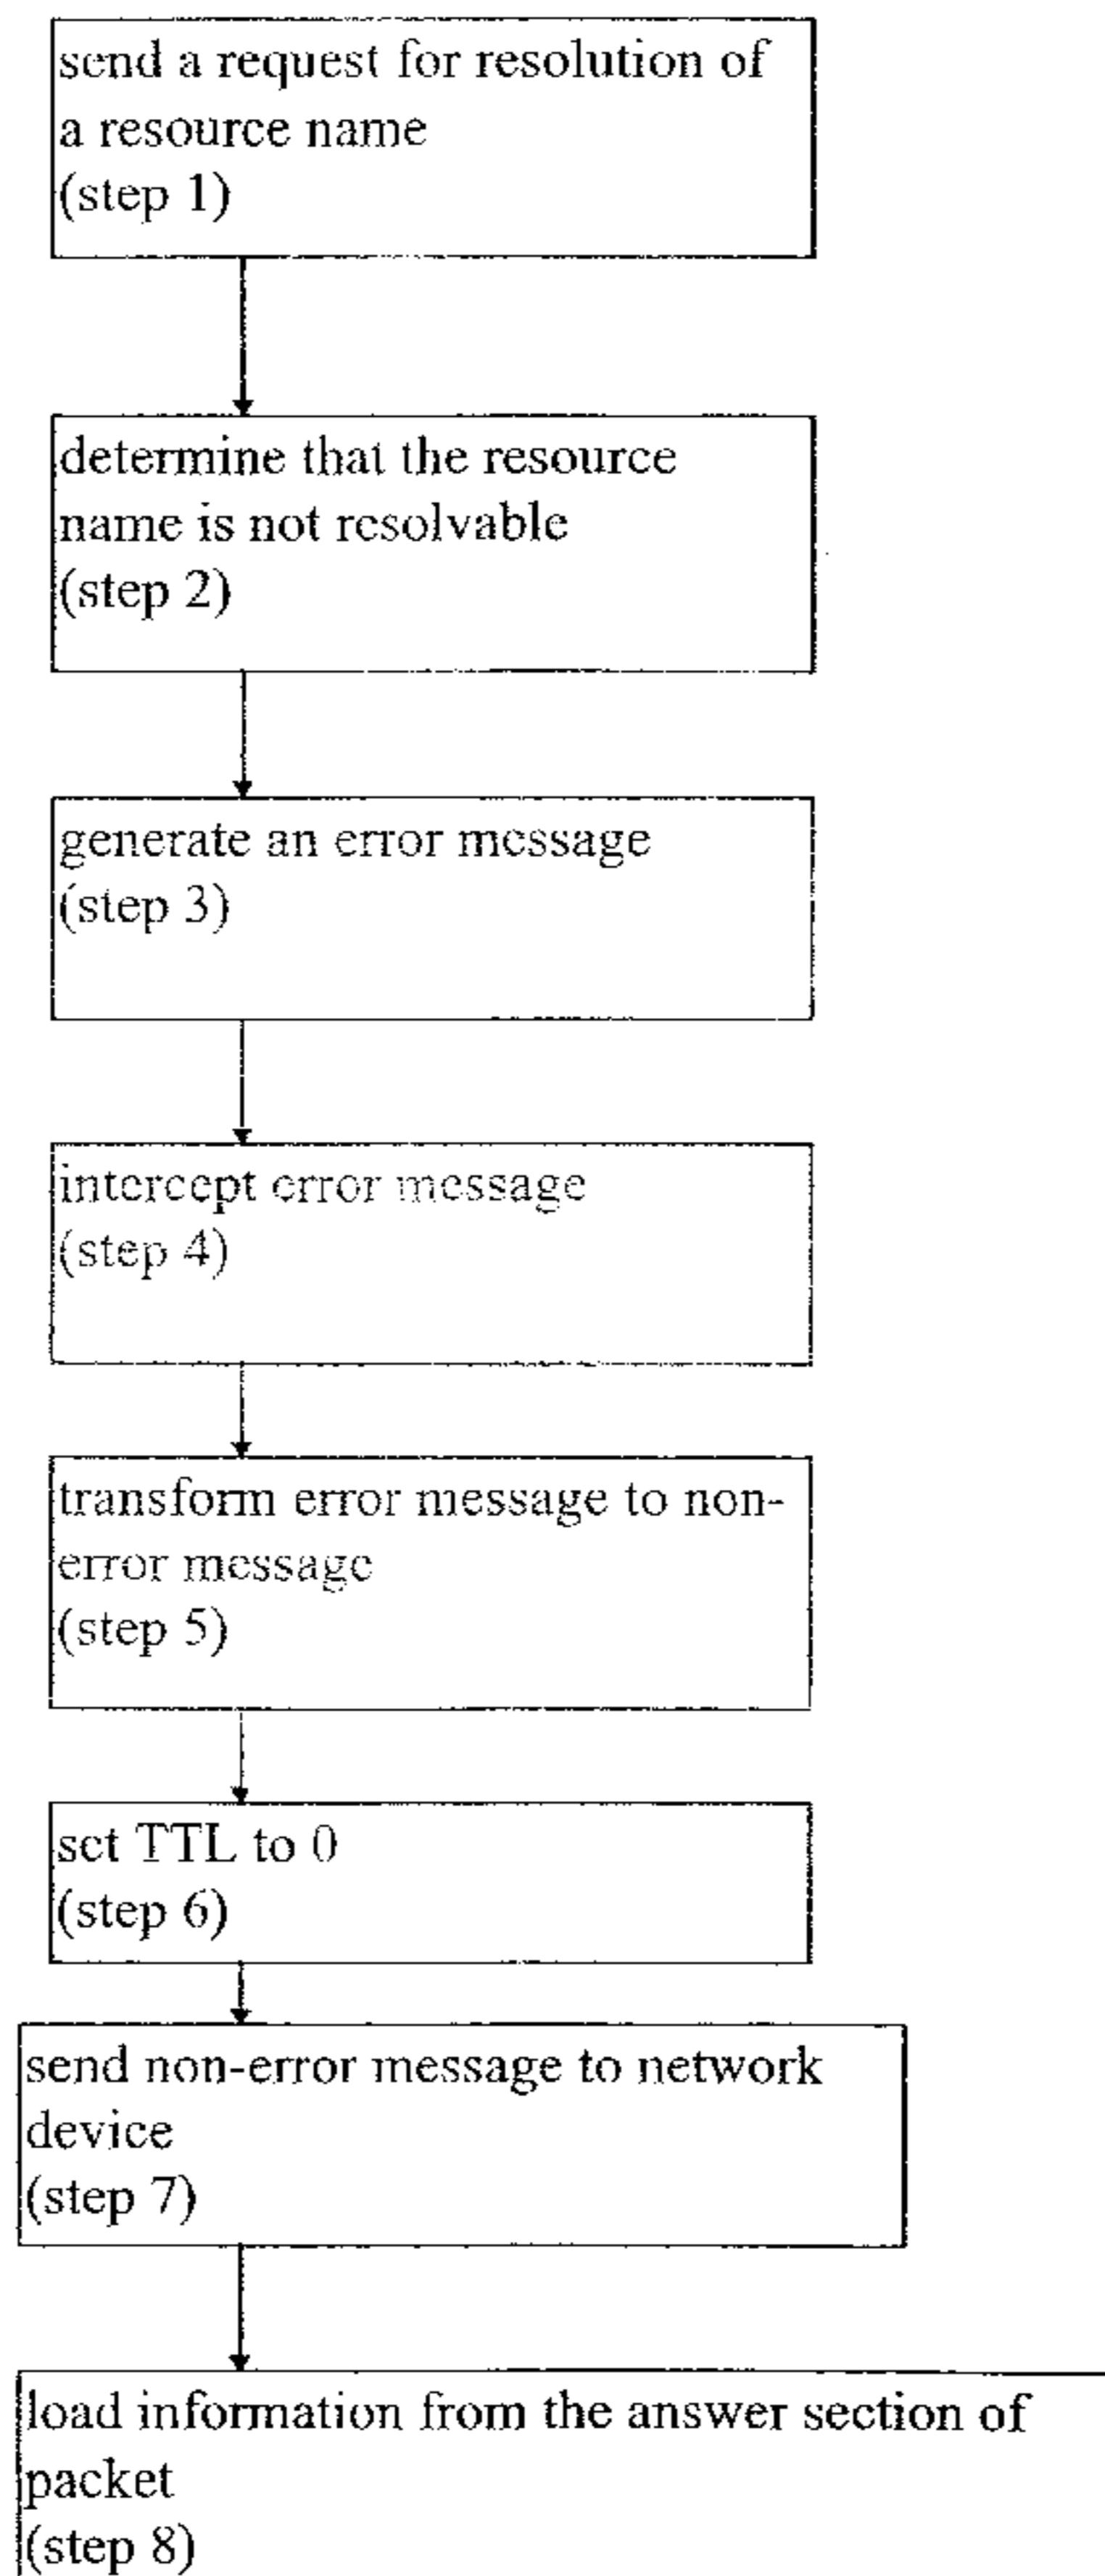 send a request for resolution of
a resource name
(step 1)
determine that the resource
name is not resolvable
(step 2)
generate an error message
(step 3)
intercept error message
(step 4)
transform error message to non-
error message
(step 5)
set TTL to 0
(step 6)
send non-error message to network
device
(step 7)
load information from the answer section of
packet
(step 8)